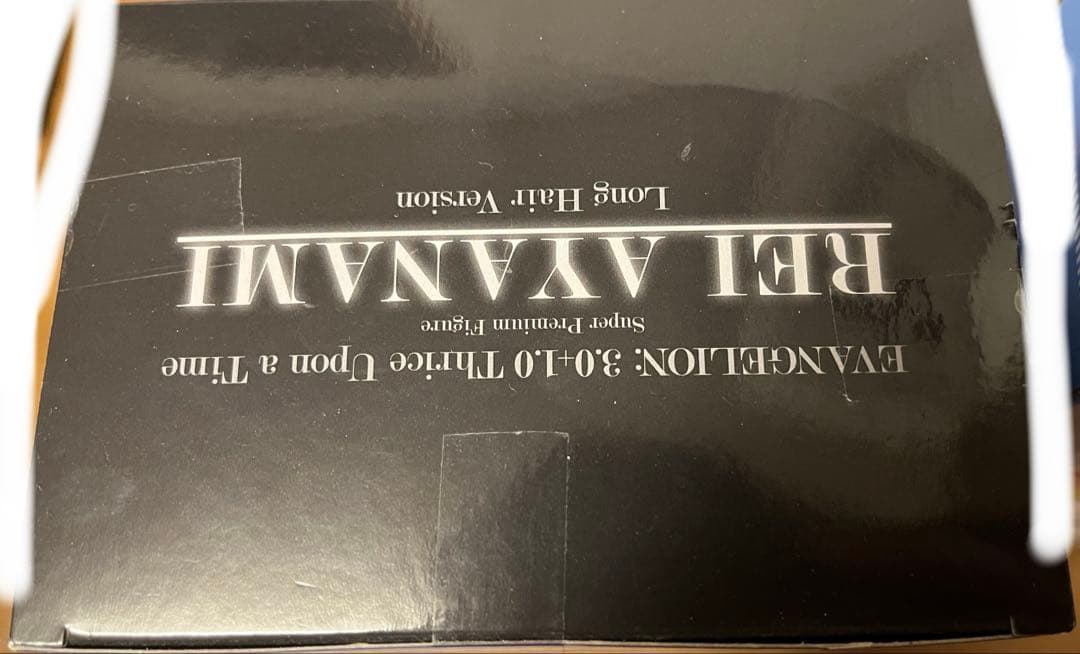 EVANGELION: 3.0+1.0 Thrice Upon a Time
Super Premium Figure
REI AYANAMI
Long Hair Version